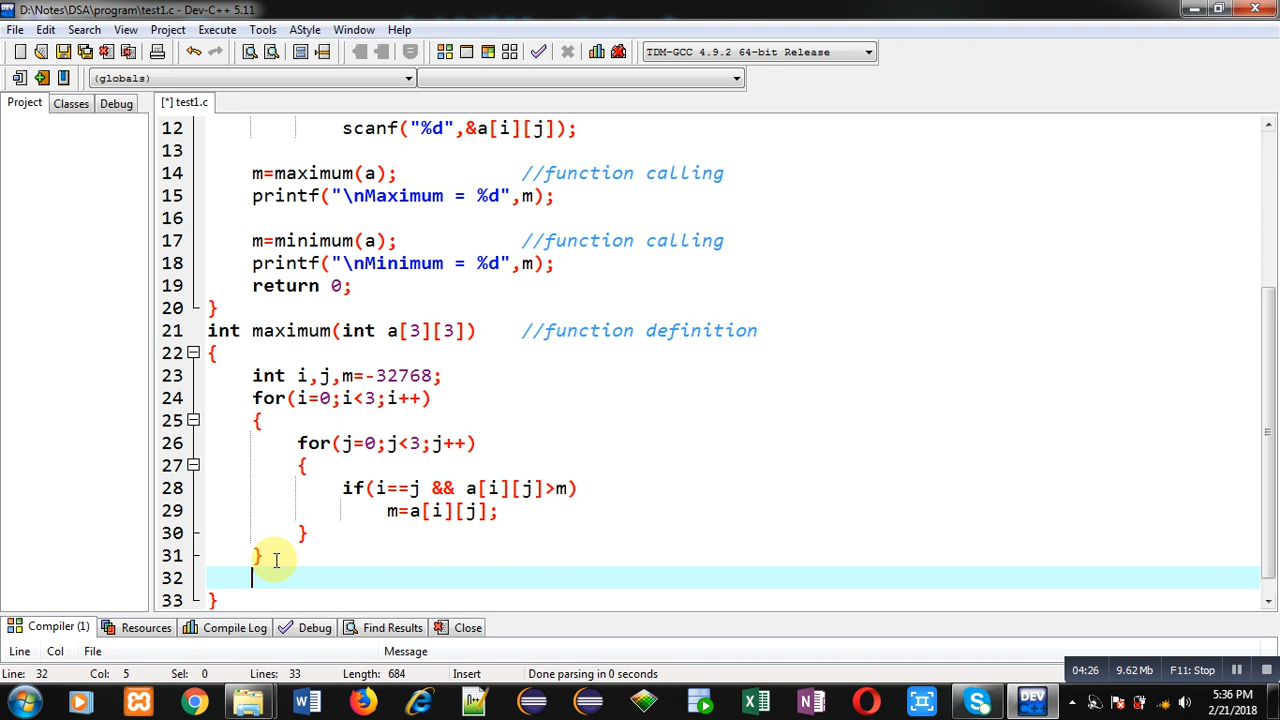 D:\Notes\DSA\program\test1.c - Dev-C++ 5.11
File Edit Search View Project Execute Tools AStyle Window Help
TDM-GCC 4.9.2 64-bit Release
(globals)
Project Classes Debug [*] test1.c
12 scanf("%d",&a[i][j]);
13
14 m=maximum(a); //function calling
15 printf("\nMaximum = %d",m);
16
17 m=minimum(a); //function calling
18 printf("\nMinimum = %d",m);
19 return 0;
20 }
21 int maximum(int a[3][3]) //function definition
22 {
23 int i,j,m=-32768;
24 for(i=0;i<3;i++)
25 {
26 for(j=0;j<3;j++)
27 {
28 if(i==j && a[i][j]>m)
29 m=a[i][j];
30 }
31 }
32
33 }
Compiler (1) Resources Compile Log Debug Find Results Close
Line Col File Message
Line: 32 Col: 5 Sel: 0 Lines: 33 Length: 684 Insert Done parsing in 0 seconds
04:26 9.62 Mb F11: Stop
DEV
5:36 PM
2/21/2018